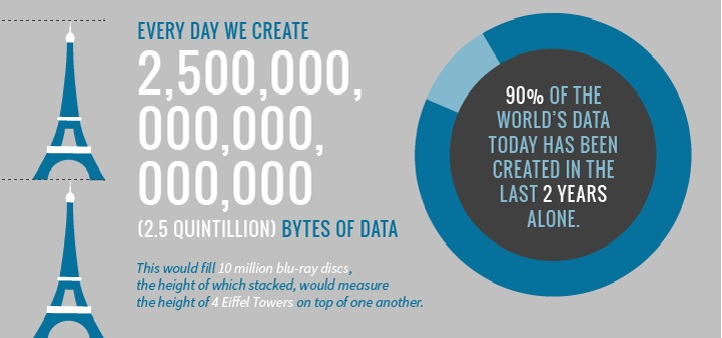 EVERY DAY WE CREATE
2,500,000,
000,000,
000,000
(2.5 QUINTILLION) BYTES OF DATA
This would fill 10 million blu-ray discs,
the height of which stacked, would measure
the height of 4 Eiffel Towers on top of one another.
90% OF THE
WORLD'S DATA
TODAY HAS BEEN
CREATED IN THE
LAST 2 YEARS
ALONE.